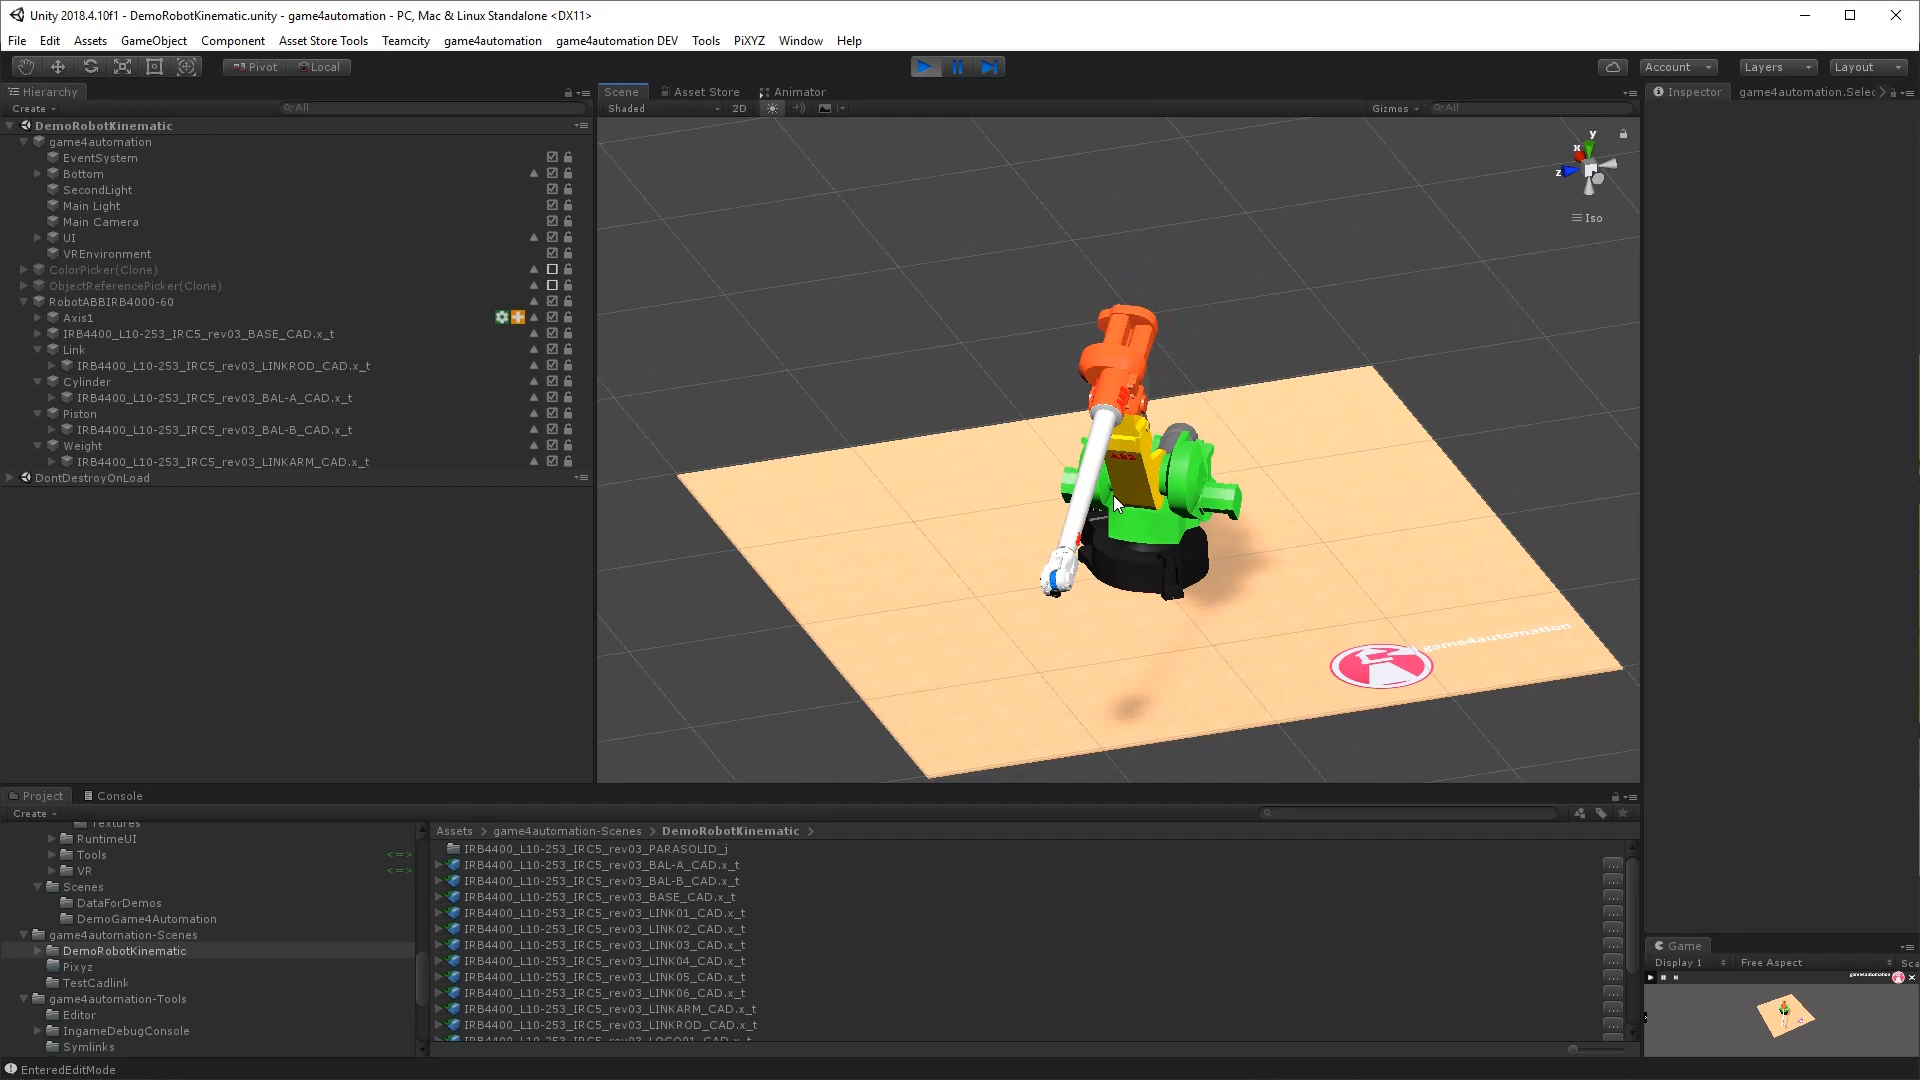 Unity 2018.4.10f1 - DemoRobotKinematic.unity - game4automation - PC, Mac & Linux Standalone <DX11>
File Edit Assets GameObject Component Asset Store Tools Teamcity game4automation game4automation DEV Tools PiXYZ Window Help
Pivot Local Account Layers Layout
Hierarchy
Create All
DemoRobotKinematic
game4automation
EventSystem
Bottom
SecondLight
Main Light
Main Camera
UI
VREnvironment
ColorPicker(Clone)
ObjectReferencePicker(Clone)
RobotABBIRB4000-60
Axis1
IRB4400_L10-253_IRC5_rev03_BASE_CAD.x_t
Link
IRB4400_L10-253_IRC5_rev03_LINKROD_CAD.x_t
Cylinder
IRB4400_L10-253_IRC5_rev03_BAL-A_CAD.x_t
Piston
IRB4400_L10-253_IRC5_rev03_BAL-B_CAD.x_t
Weight
IRB4400_L10-253_IRC5_rev03_LINKARM_CAD.x_t
DontDestroyOnLoad
Scene Asset Store Animator
Shaded 2D Gizmos All
y
x
z
Iso
ABB
game4automation
Inspector game4automation.Selec
Project Console
Create
Textures
RuntimeUI
Tools <=>
VR <=>
Scenes
DataForDemos
DemoGame4Automation
game4automation-Scenes
DemoRobotKinematic
Pixyz
TestCadlink
game4automation-Tools
Editor
IngameDebugConsole
Symlinks
Assets > game4automation-Scenes > DemoRobotKinematic >
IRB4400_L10-253_IRC5_rev03_PARASOLID_j
IRB4400_L10-253_IRC5_rev03_BAL-A_CAD.x_t
IRB4400_L10-253_IRC5_rev03_BAL-B_CAD.x_t
IRB4400_L10-253_IRC5_rev03_BASE_CAD.x_t
IRB4400_L10-253_IRC5_rev03_LINK01_CAD.x_t
IRB4400_L10-253_IRC5_rev03_LINK02_CAD.x_t
IRB4400_L10-253_IRC5_rev03_LINK03_CAD.x_t
IRB4400_L10-253_IRC5_rev03_LINK04_CAD.x_t
IRB4400_L10-253_IRC5_rev03_LINK05_CAD.x_t
IRB4400_L10-253_IRC5_rev03_LINK06_CAD.x_t
IRB4400_L10-253_IRC5_rev03_LINKARM_CAD.x_t
IRB4400_L10-253_IRC5_rev03_LINKROD_CAD.x_t
IRB4400_L10-253_IRC5_rev03_LOGO01_CAD.x_t
Game
Display 1 Free Aspect Sca
game4automation
EnteredEditMode